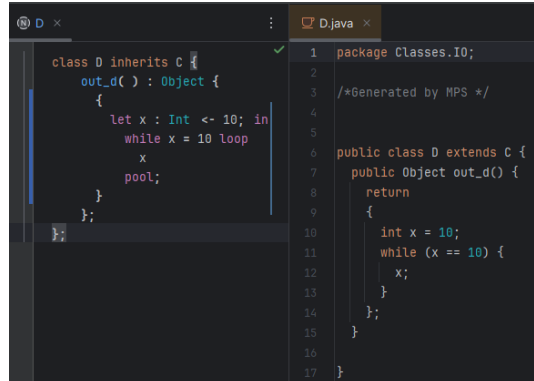 D ×
class D inherits C {
out_d( ) : Object {
{
let x : Int <- 10; in
while x = 10 loop
x
pool;
}
};
};
D.java ×
1 package Classes.IO;
2
3 /*Generated by MPS */
4
5
6 public class D extends C {
7 public Object out_d() {
8 return
9 {
10 int x = 10;
11 while (x == 10) {
12 x;
13 }
14 };
15 }
16
17 }